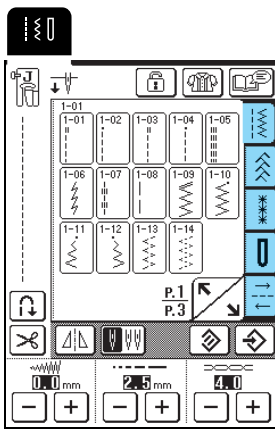 J
1-01
1-01 1-02 1-03 1-04 1-05
1-06 1-07 1-08 1-09 1-10
1-11 1-12 1-13 1-14
P.1
P.3
0.0 mm 2.5 mm 4.0
− + − + − +